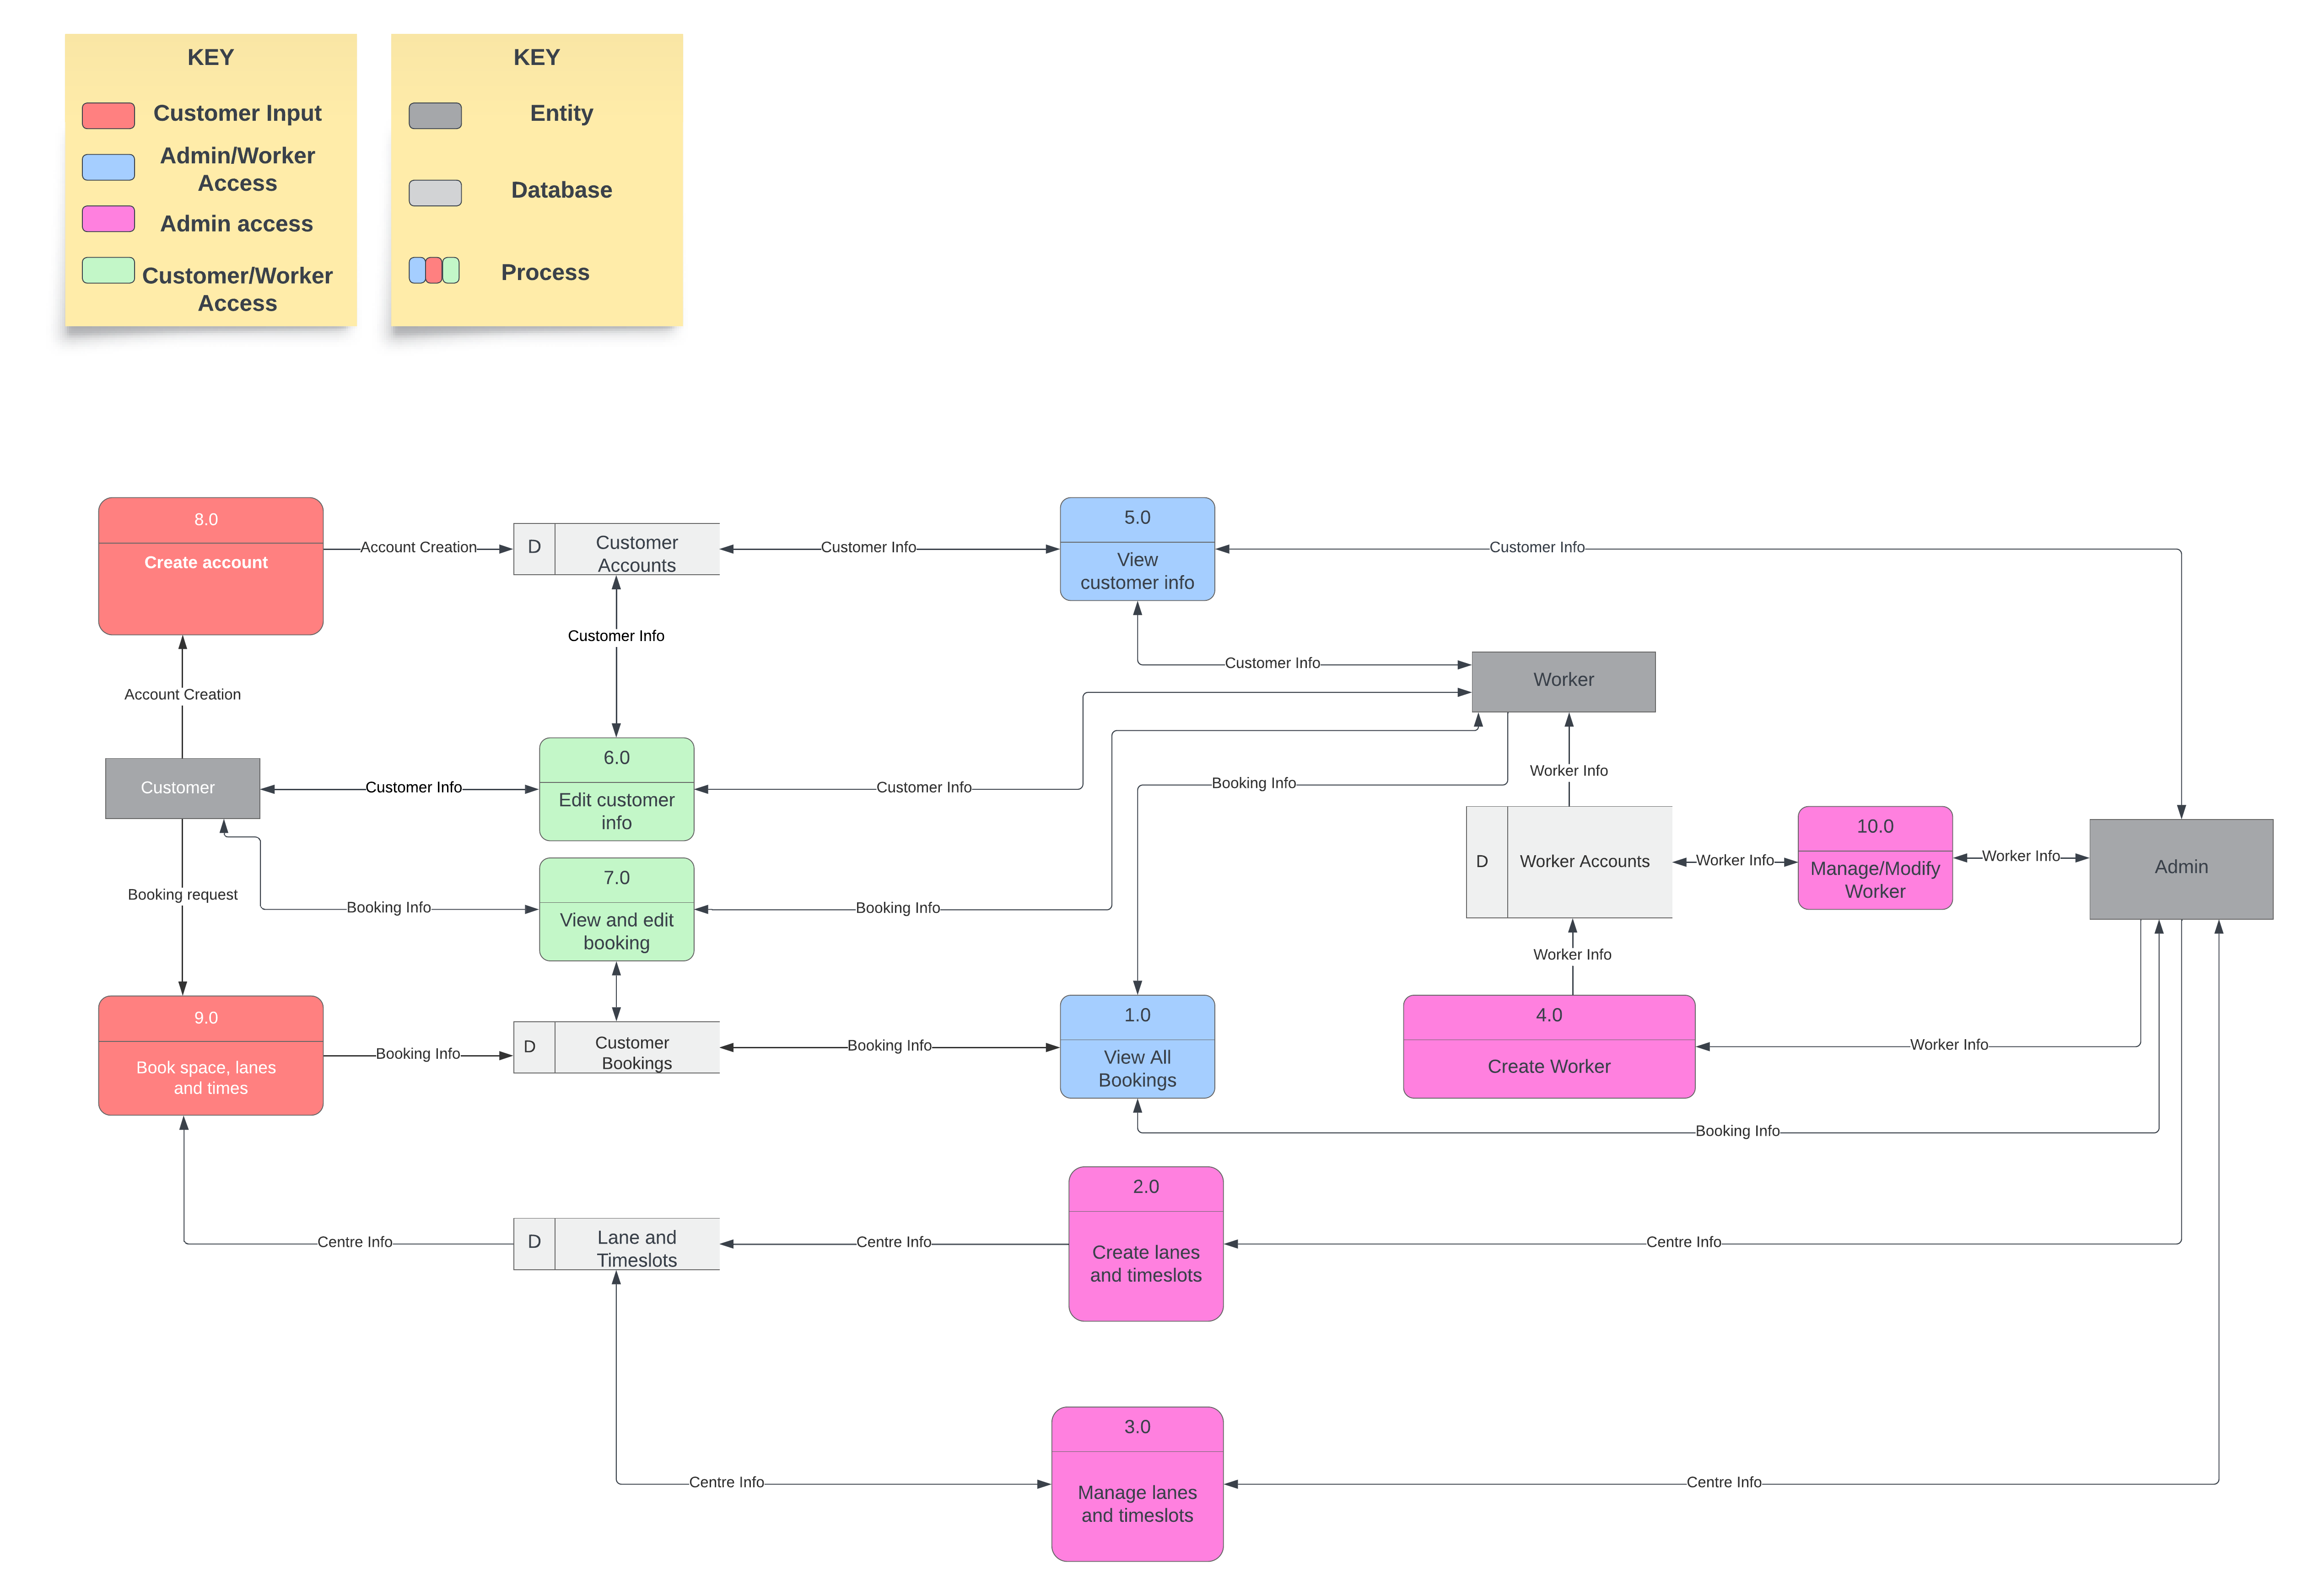 KEY
Customer Input
Admin/Worker
Access
Admin access
Customer/Worker
Access
KEY
Entity
Database
Process
8.0
Create account
Account Creation
D
Customer
Accounts
Customer Info
5.0
View
customer info
Customer Info
Customer Info
Customer Info
Worker
Account Creation
Customer
Customer Info
6.0
Edit customer
info
Customer Info
Booking Info
Worker Info
D
Worker Accounts
Worker Info
10.0
Manage/Modify
Worker
Worker Info
Admin
Booking request
Booking Info
7.0
View and edit
booking
Booking Info
Worker Info
9.0
Book space, lanes
and times
Booking Info
D
Customer
Bookings
Booking Info
1.0
View All
Bookings
4.0
Create Worker
Worker Info
Booking Info
Centre Info
D
Lane and
Timeslots
Centre Info
2.0
Create lanes
and timeslots
Centre Info
Centre Info
3.0
Manage lanes
and timeslots
Centre Info